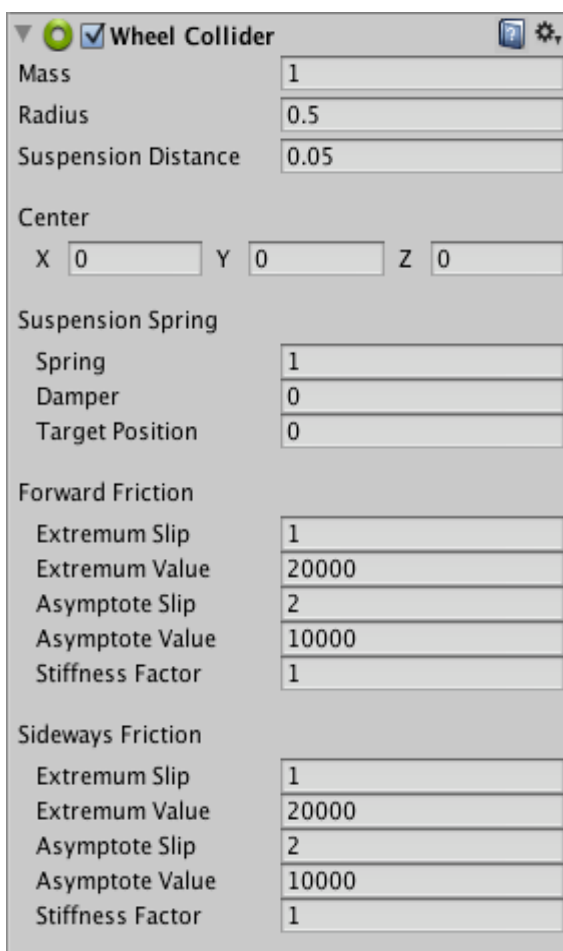 Wheel Collider
Mass 1
Radius 0.5
Suspension Distance 0.05
Center
X 0 Y 0 Z 0
Suspension Spring
Spring 1
Damper 0
Target Position 0
Forward Friction
Extremum Slip 1
Extremum Value 20000
Asymptote Slip 2
Asymptote Value 10000
Stiffness Factor 1
Sideways Friction
Extremum Slip 1
Extremum Value 20000
Asymptote Slip 2
Asymptote Value 10000
Stiffness Factor 1